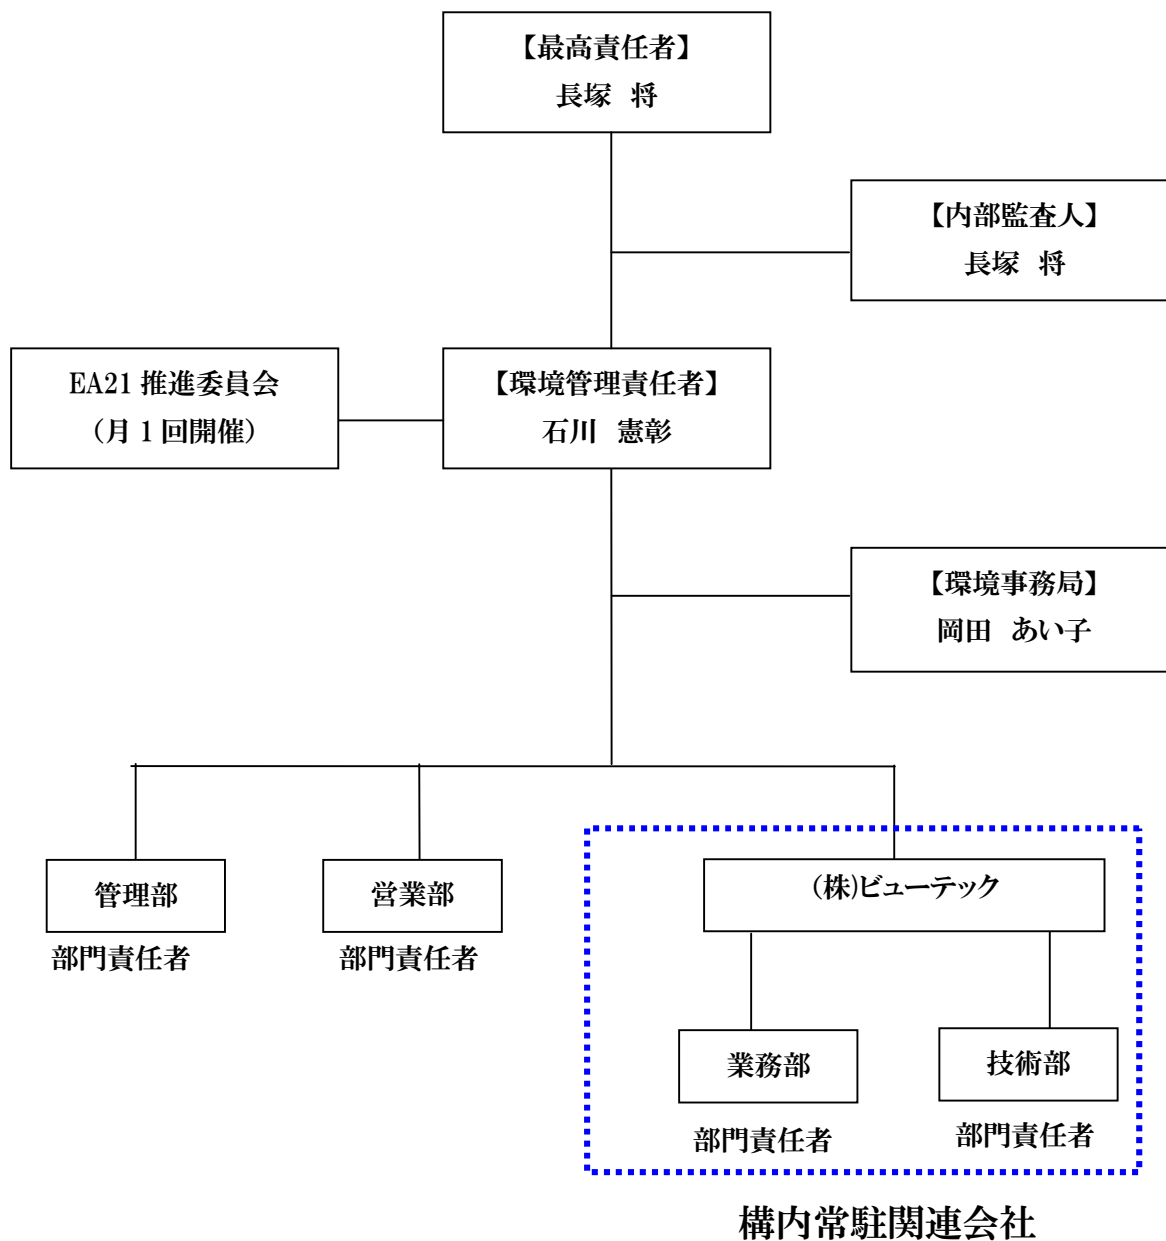 【最高責任者】
長塚 将
【内部監査人】
長塚 将
EA21 推進委員会
（月 1 回開催）
【環境管理責任者】
石川 憲彰
【環境事務局】
岡田 あい子
管理部
部門責任者
営業部
部門責任者
(株)ビューテック
業務部
部門責任者
技術部
部門責任者
構内常駐関連会社